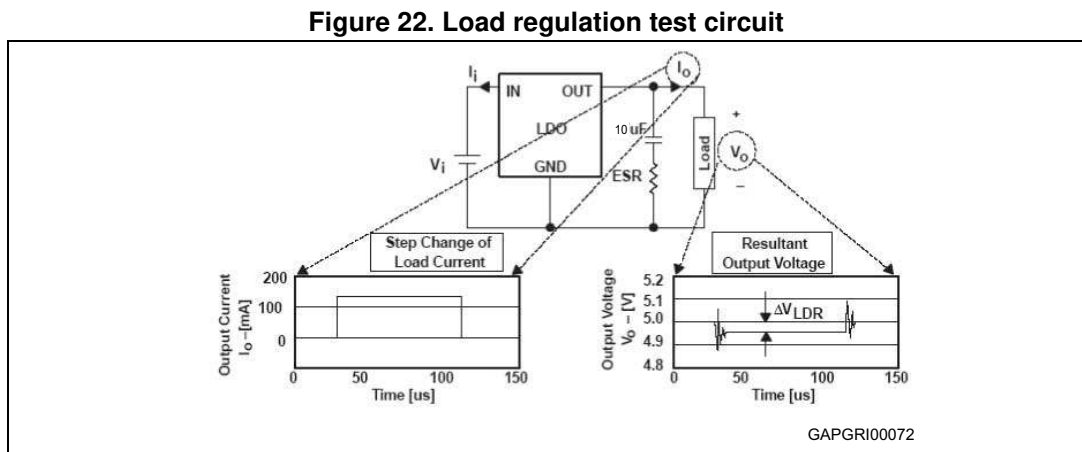 Figure 22. Load regulation test circuit
Ii
IN
OUT
Io
LDO
GND
Vi
10 uF
ESR
Load
+
Vo
−
Step Change of
Load Current
Output Current
Io –[mA]
200
100
0
0
50
100
150
Time [us]
Resultant
Output Voltage
Output Voltage
Vo – [V]
5.2
5.1
5.0
4.9
4.8
ΔVLDR
0
50
100
150
Time [us]
GAPGRI00072